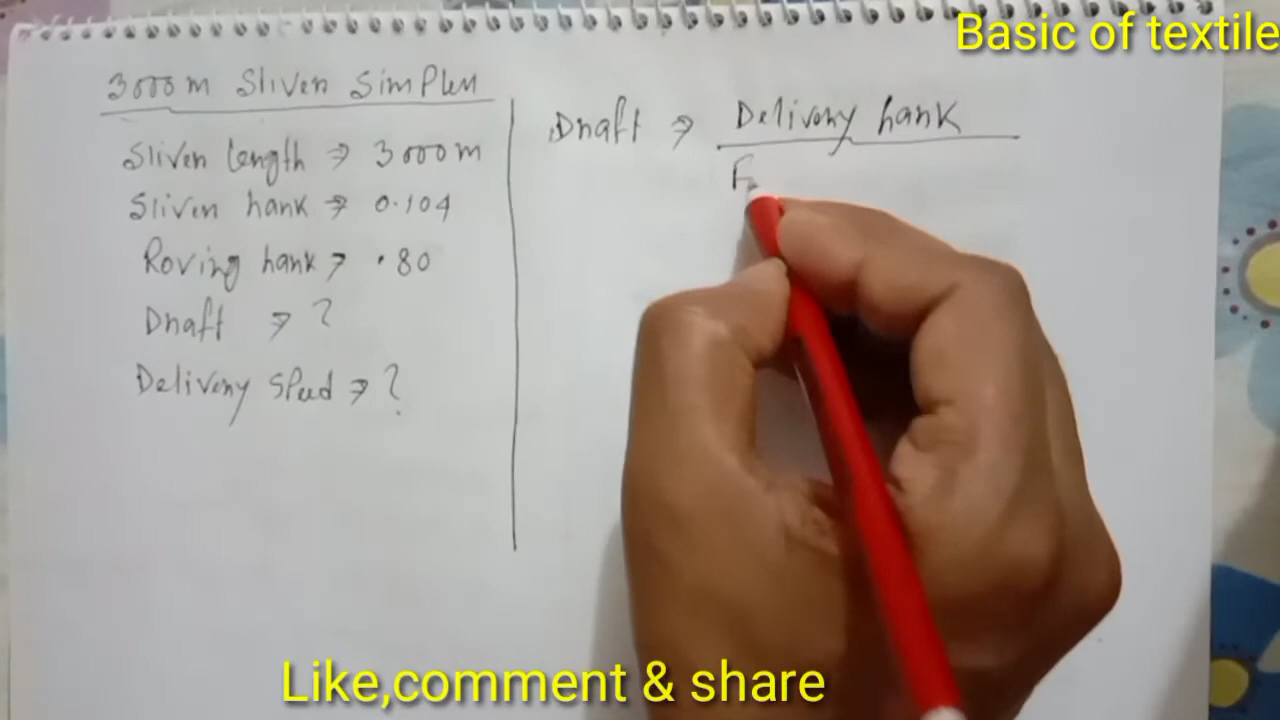 Basic of textile
3000m Sliver Simplex
Sliver length ⇒ 3000m
Sliver hank ⇒ 0.104
Roving hank ⇒ .80
Draft ⇒ ?
Delivery Speed ⇒ ?
Draft ⇒ Delivery hank
F
Like,comment & share